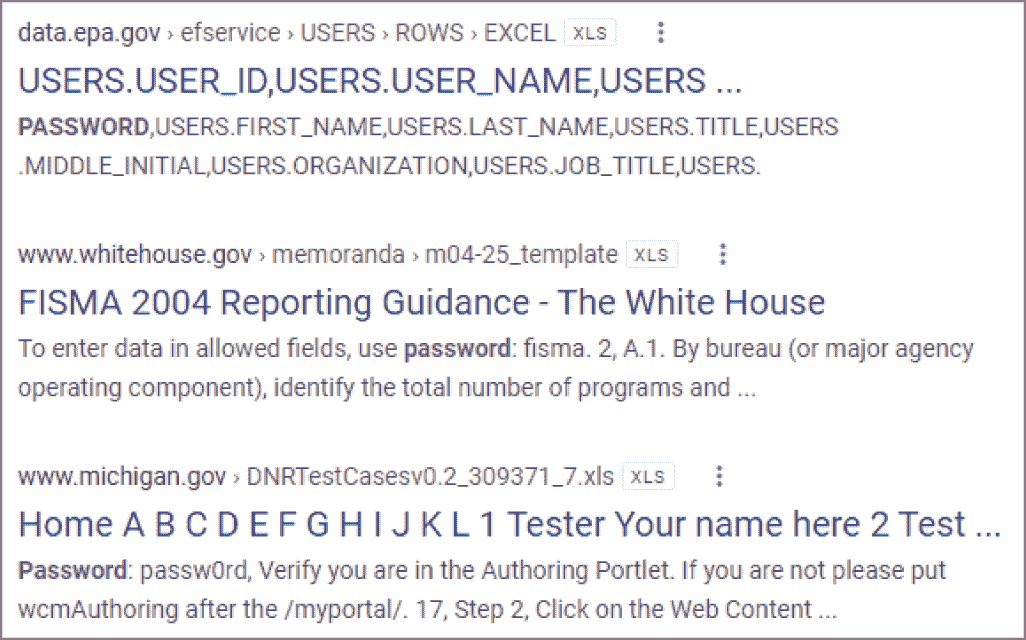 data.epa.gov › efservice › USERS › ROWS › EXCEL XLS
USERS.USER_ID,USERS.USER_NAME,USERS ...
PASSWORD,USERS.FIRST_NAME,USERS.LAST_NAME,USERS.TITLE,USERS
.MIDDLE_INITIAL,USERS.ORGANIZATION,USERS.JOB_TITLE,USERS.
www.whitehouse.gov › memoranda › m04-25_template XLS
FISMA 2004 Reporting Guidance - The White House
To enter data in allowed fields, use password: fisma. 2, A.1. By bureau (or major agency
operating component), identify the total number of programs and ...
www.michigan.gov › DNRTestCasesv0.2_309371_7.xls XLS
Home A B C D E F G H I J K L 1 Tester Your name here 2 Test ...
Password: passw0rd, Verify you are in the Authoring Portlet. If you are not please put
wcmAuthoring after the /myportal/. 17, Step 2, Click on the Web Content ...